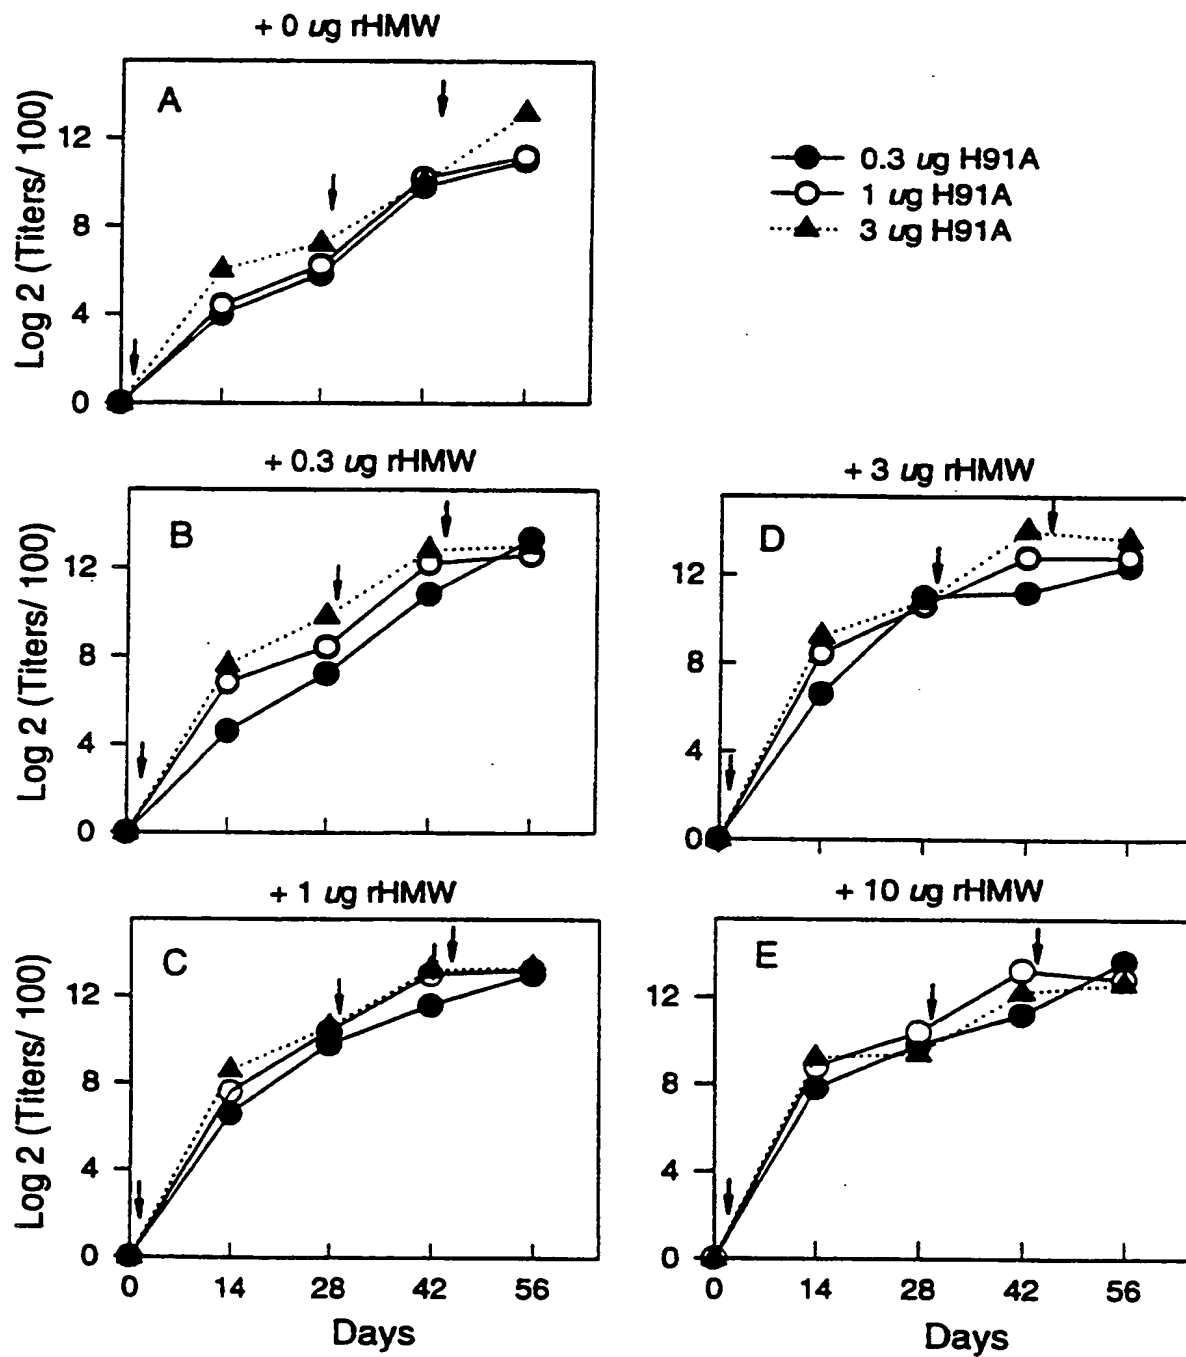 + 0 ug rHMW
A
Log 2 (Titers/ 100)
12
8
4
0
0.3 ug H91A
1 ug H91A
3 ug H91A
+ 0.3 ug rHMW
B
Log 2 (Titers/ 100)
12
8
4
0
+ 3 ug rHMW
D
12
8
4
0
+ 1 ug rHMW
C
Log 2 (Titers/ 100)
12
8
4
0
0 14 28 42 56
Days
+ 10 ug rHMW
E
12
8
4
0
0 14 28 42 56
Days